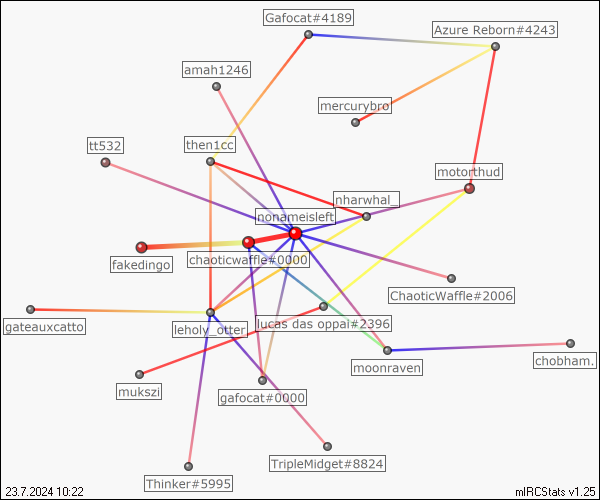 Gafocat#4189
Azure Reborn#4243
amah1246
mercurybro
tt532
then1cc
motorthud
nharwhal_
nonameisleft
chaoticwaffle#0000
fakedingo
ChaoticWaffle#2006
gateauxcatto
leholy_otter
lucas das oppai#2396
moonraven
chobham.
mukszi
gafocat#0000
TripleMidget#8824
Thinker#5995
23.7.2024 10:22
mIRCStats v1.25